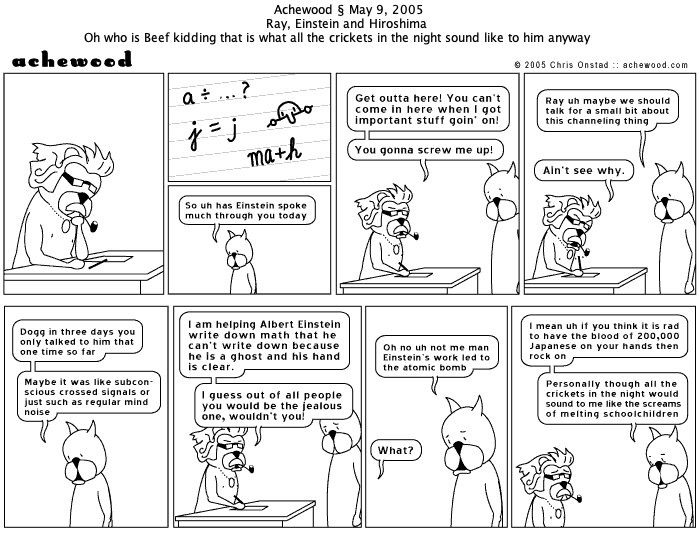 Achewood § May 9, 2005
Ray, Einstein and Hiroshima
Oh who is Beef kidding that is what all the crickets in the night sound like to him anyway
achewood
© 2005 Chris Onstad :: achewood.com
a ÷ ...?
j = j
ma+h
So uh has Einstein spoke
much through you today
Get outta here! You can't
come in here when I got
important stuff goin' on!
You gonna screw me up!
Ray uh maybe we should
talk for a small bit about
this channeling thing
Ain't see why.
Dogg in three days you
only talked to him that
one time so far
Maybe it was like subcon-
scious crossed signals or
just such as regular mind
noise
I am helping Albert Einstein
write down math that he
can't write down because
he is a ghost and his hand
is clear.
I guess out of all people
you would be the jealous
one, wouldn't you!
Oh no uh not me man
Einstein's work led to
the atomic bomb
What?
I mean uh if you think it is rad
to have the blood of 200,000
Japanese on your hands then
rock on
Personally though all the
crickets in the night would
sound to me like the screams
of melting schoolchildren